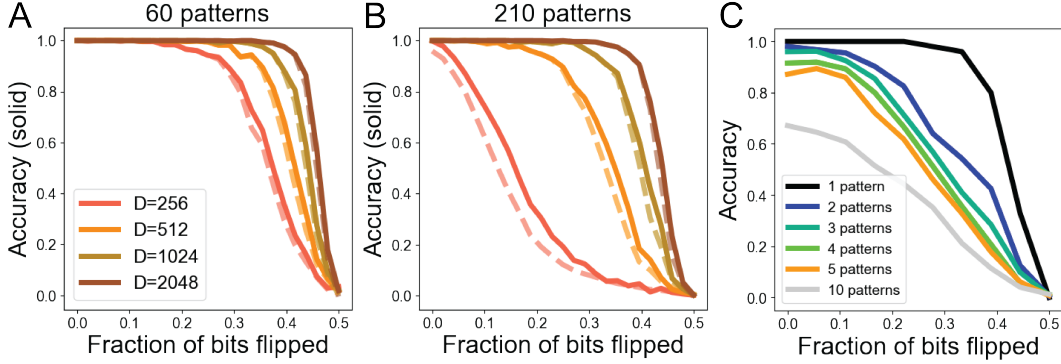 A
60 patterns
Accuracy (solid)
1.0
0.8
0.6
0.4
0.2
0.0
D=256
D=512
D=1024
D=2048
0.0 0.1 0.2 0.3 0.4 0.5
Fraction of bits flipped
B
210 patterns
Accuracy (solid)
1.0
0.8
0.6
0.4
0.2
0.0
0.0 0.1 0.2 0.3 0.4 0.5
Fraction of bits flipped
C
Accuracy
1.0
0.8
0.6
0.4
0.2
0.0
1 pattern
2 patterns
3 patterns
4 patterns
5 patterns
10 patterns
0.0 0.1 0.2 0.3 0.4 0.5
Fraction of bits flipped